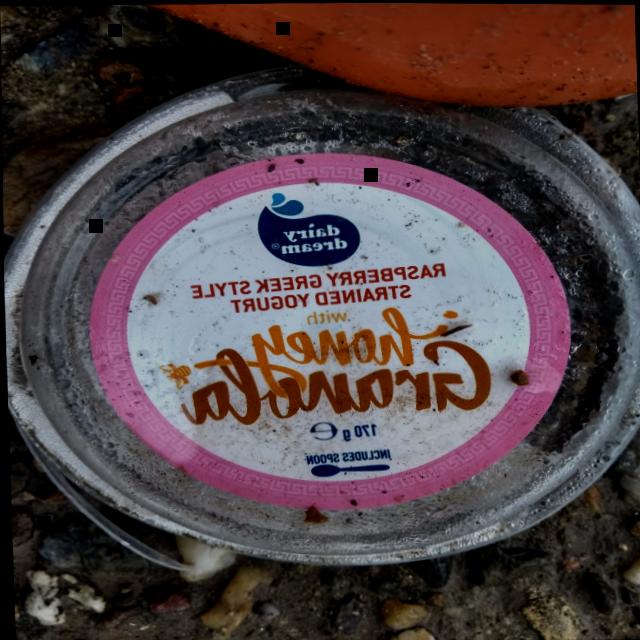 dairy
dream®
RASPBERRY GREEK STYLE
STRAINED YOGURT
with
honey
Granola
170 g ℮
INCLUDES SPOON